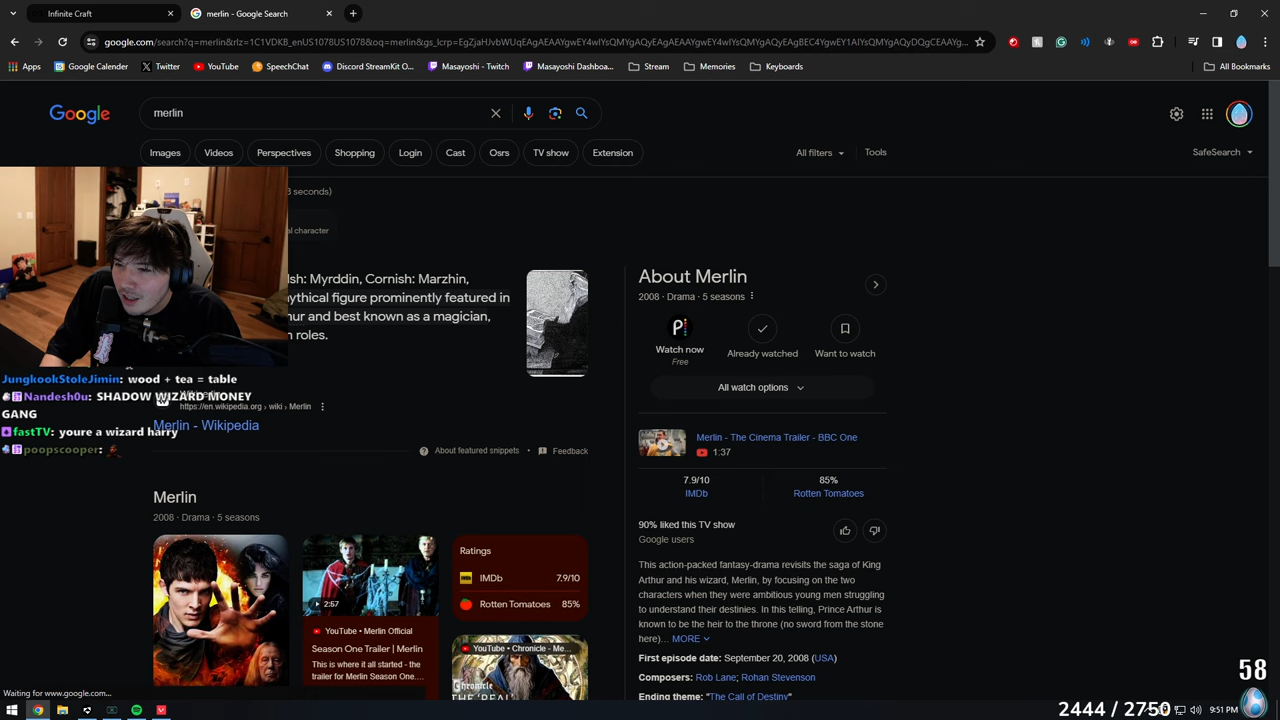 Infinite Craft
merlin - Google Search
google.com/search?q=merlin&rlz=1C1VDKB_enUS1078US1078&oq=merlin&gs_lcrp=
Apps
Google Calender
Twitter
YouTube
SpeechChat
Discord StreamKit O...
Masayoshi - Twitch
Masayoshi Dashboa...
Stream
Memories
Keyboards
All Bookmarks
Google
merlin
Images
Videos
Perspectives
Shopping
Login
Cast
Osrs
TV show
Extension
All filters
Tools
SafeSearch
seconds)
al character
sh: Myrddin, Cornish: Marzhin,
ythical figure prominently featured in
ur and best known as a magician,
n roles.
JungkookStoleJimin: wood + tea = table
Nandesh0u: SHADOW WIZARD MONEY
GANG
fastTV: youre a wizard harry
poopscooper:
https://en.wikipedia.org › wiki › Merlin
Merlin - Wikipedia
About featured snippets
Feedback
Merlin
2008 · Drama · 5 seasons
2:57
YouTube • Merlin Official
Season One Trailer | Merlin
This is where it all started - the
trailer for Merlin Season One....
Ratings
IMDb 7.9/10
Rotten Tomatoes 85%
YouTube • Chronicle - Me...
Chronicle
THE 'REAL'
About Merlin
2008 · Drama · 5 seasons
Watch now
Free
Already watched
Want to watch
All watch options
Merlin - The Cinema Trailer - BBC One
1:37
7.9/10
IMDb
85%
Rotten Tomatoes
90% liked this TV show
Google users
This action-packed fantasy-drama revisits the saga of King
Arthur and his wizard, Merlin, by focusing on the two
characters when they were ambitious young men struggling
to understand their destinies. In this telling, Prince Arthur is
known to be the heir to the throne (no sword from the stone
here)... MORE
First episode date: September 20, 2008 (USA)
Composers: Rob Lane; Rohan Stevenson
Ending theme: "The Call of Destiny"
Waiting for www.google.com...
58
2444 / 2750
9:51 PM